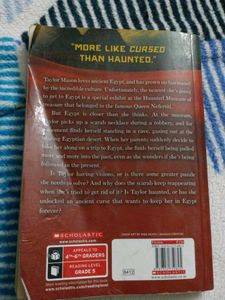 "MORE LIKE CURSED
THAN HAUNTED."
Taylor Mason loves ancient Egypt, and has grown up fascinated
by the incredible culture. Unfortunately, the nearest she's going
to get to Egypt is a special exhibit at the Haunted Museum of
treasure that belonged to the famous Queen Nefertiti.
But Egypt is closer than she thinks. At the museum,
Taylor picks up a scarab necklace during a robbery, and for
moment finds herself standing in a cave, gazing out at the
Egypt. When her parents suddenly decide to
take her along on a trip to Egypt, she finds herself being pulled
more and more into the past, even as she wonders if she's being
followed in the present.
Is Taylor having visions, or is there some greater puzzle
she needs to solve? And why does the scarab keep reappearing
when she's tried to get rid of it? Is Taylor haunted, or has she
unlocked an ancient curse that wants to keep her in Egypt
forever?
SCHOLASTIC
www.scholastic.com
APPEALS TO
4TH-6TH GRADERS
READING LEVEL
GRADE 5
SCHOLASTIC